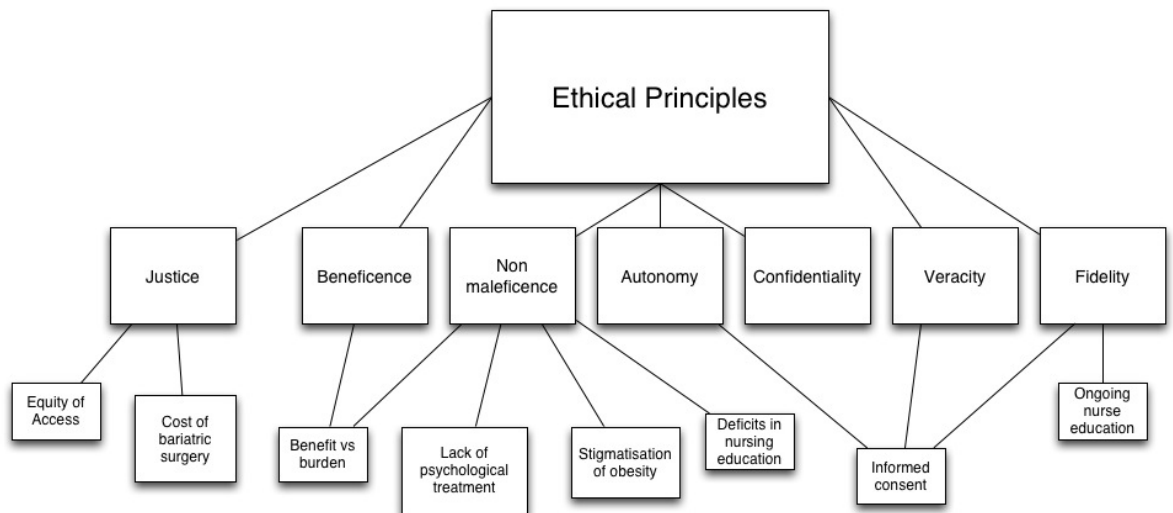 Ethical Principles
Justice
Beneficence
Non
maleficence
Autonomy
Confidentiality
Veracity
Fidelity
Equity of
Access
Cost of
bariatric
surgery
Benefit vs
burden
Lack of
psychological
treatment
Stigmatisation
of obesity
Deficits in
nursing
education
Informed
consent
Ongoing
nurse
education